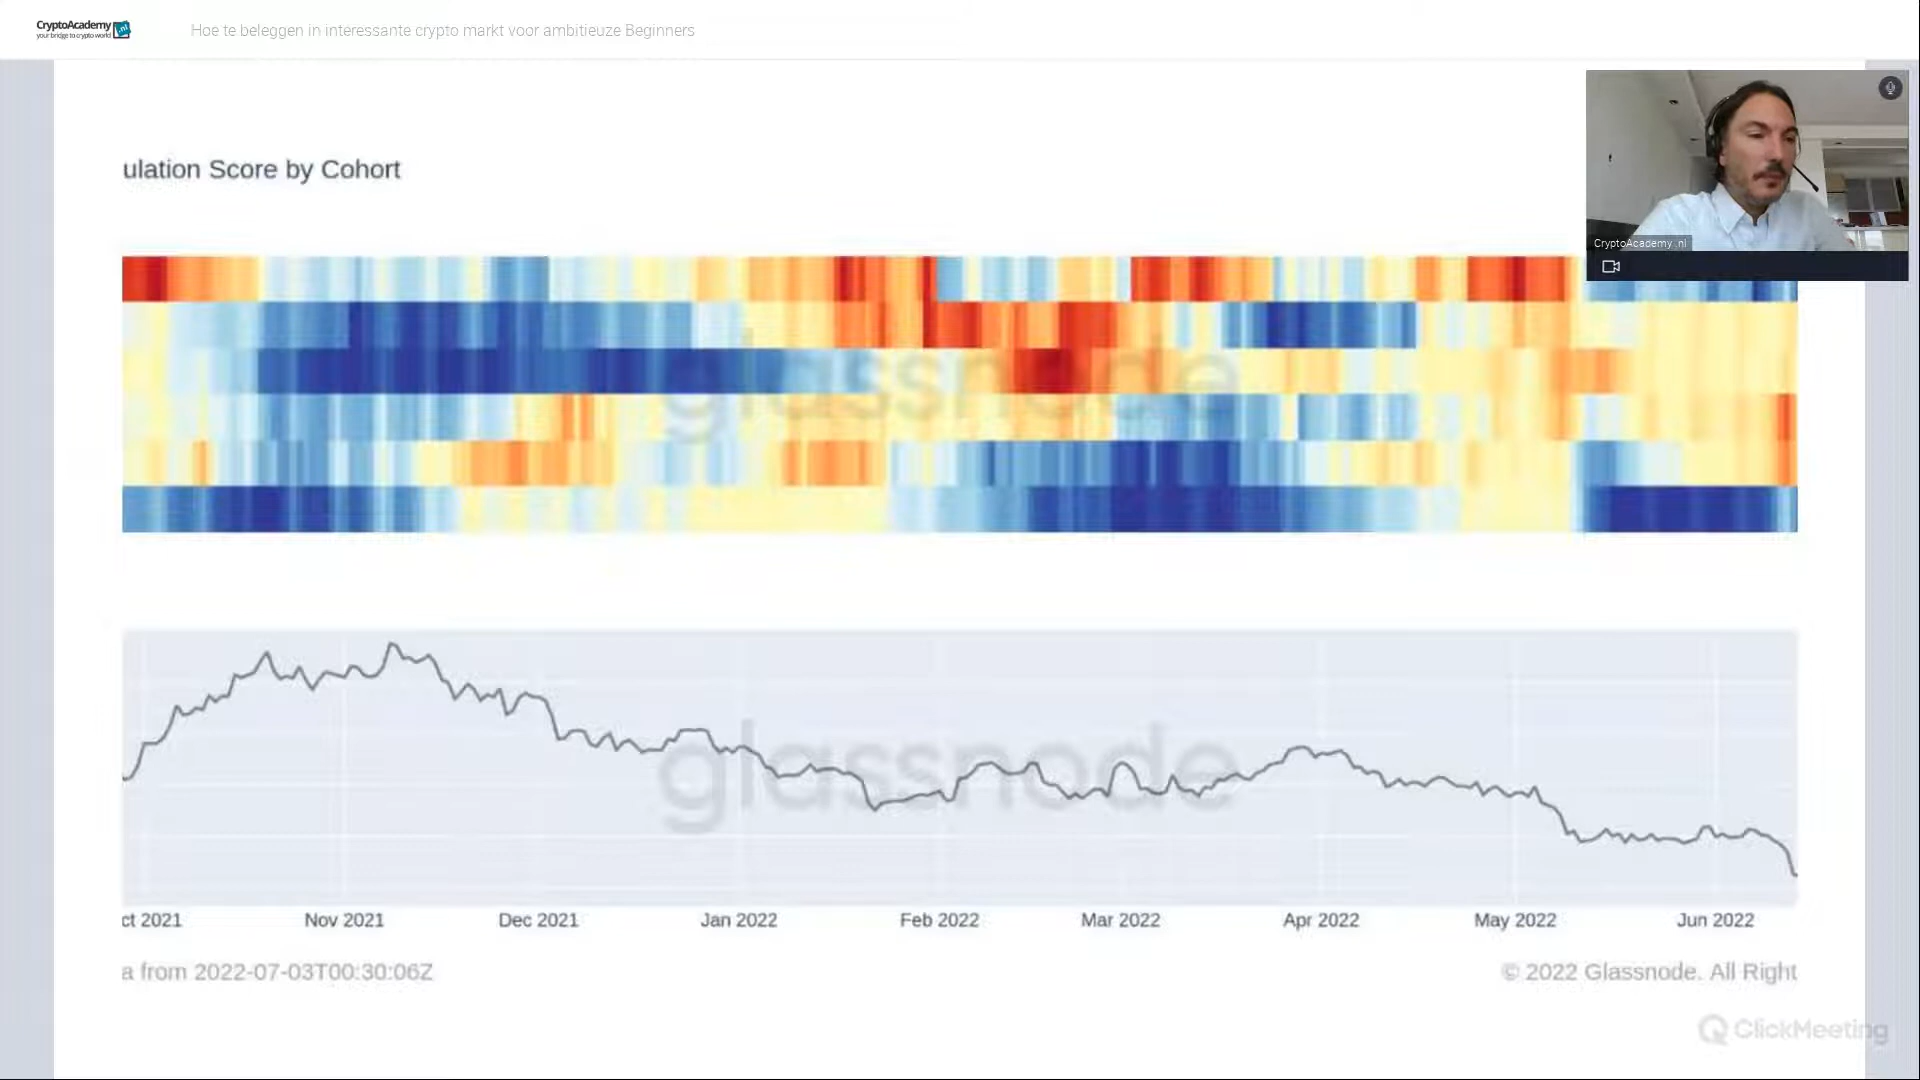 CryptoAcademy .nl
your bridge to crypto world
Hoe te beleggen in interessante crypto markt voor ambitieuze Beginners
CryptoAcademy .nl
ulation Score by Cohort
glassnode
glassnode
ct 2021 Nov 2021 Dec 2021 Jan 2022 Feb 2022 Mar 2022 Apr 2022 May 2022 Jun 2022
a from 2022-07-03T00:30:06Z © 2022 Glassnode. All Right
ClickMeeting